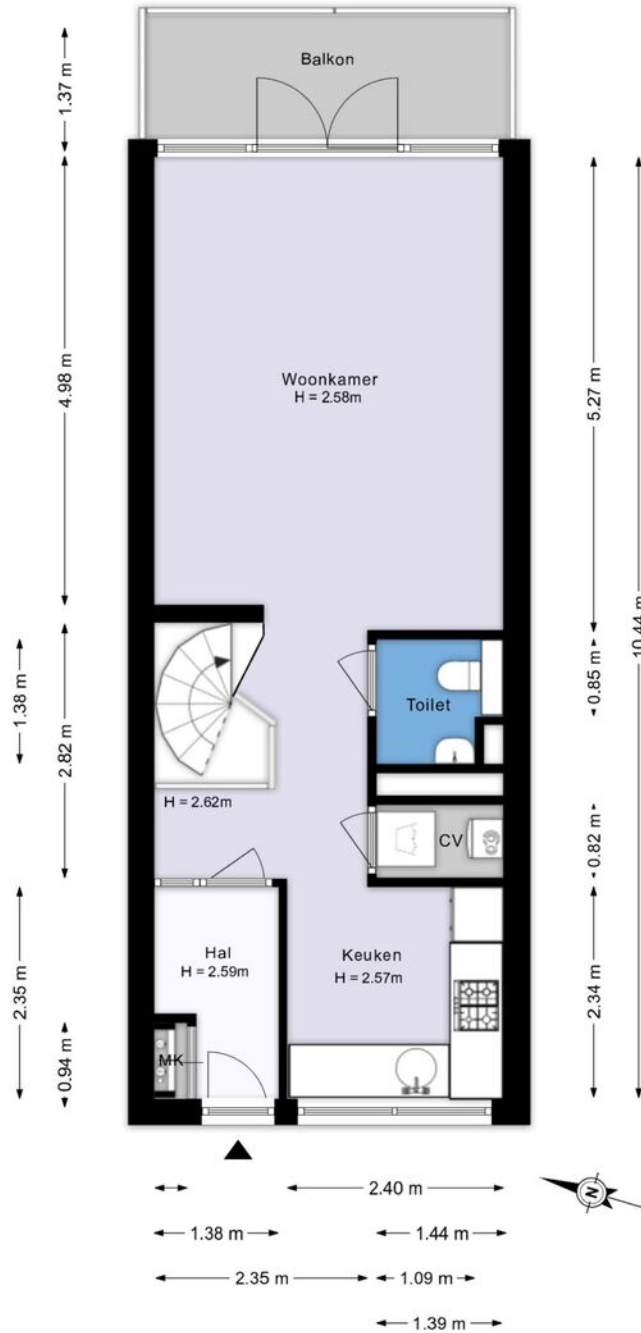 Balkon
1.37 m
Woonkamer
H = 2.58m
4.98 m
5.27 m
10.44 m
Toilet
0.85 m
1.38 m
2.82 m
H = 2.62m
CV
0.82 m
Hal
H = 2.59m
Keuken
H = 2.57m
2.35 m
2.34 m
MK
0.94 m
2.40 m
N
1.38 m
1.44 m
2.35 m
1.09 m
1.39 m